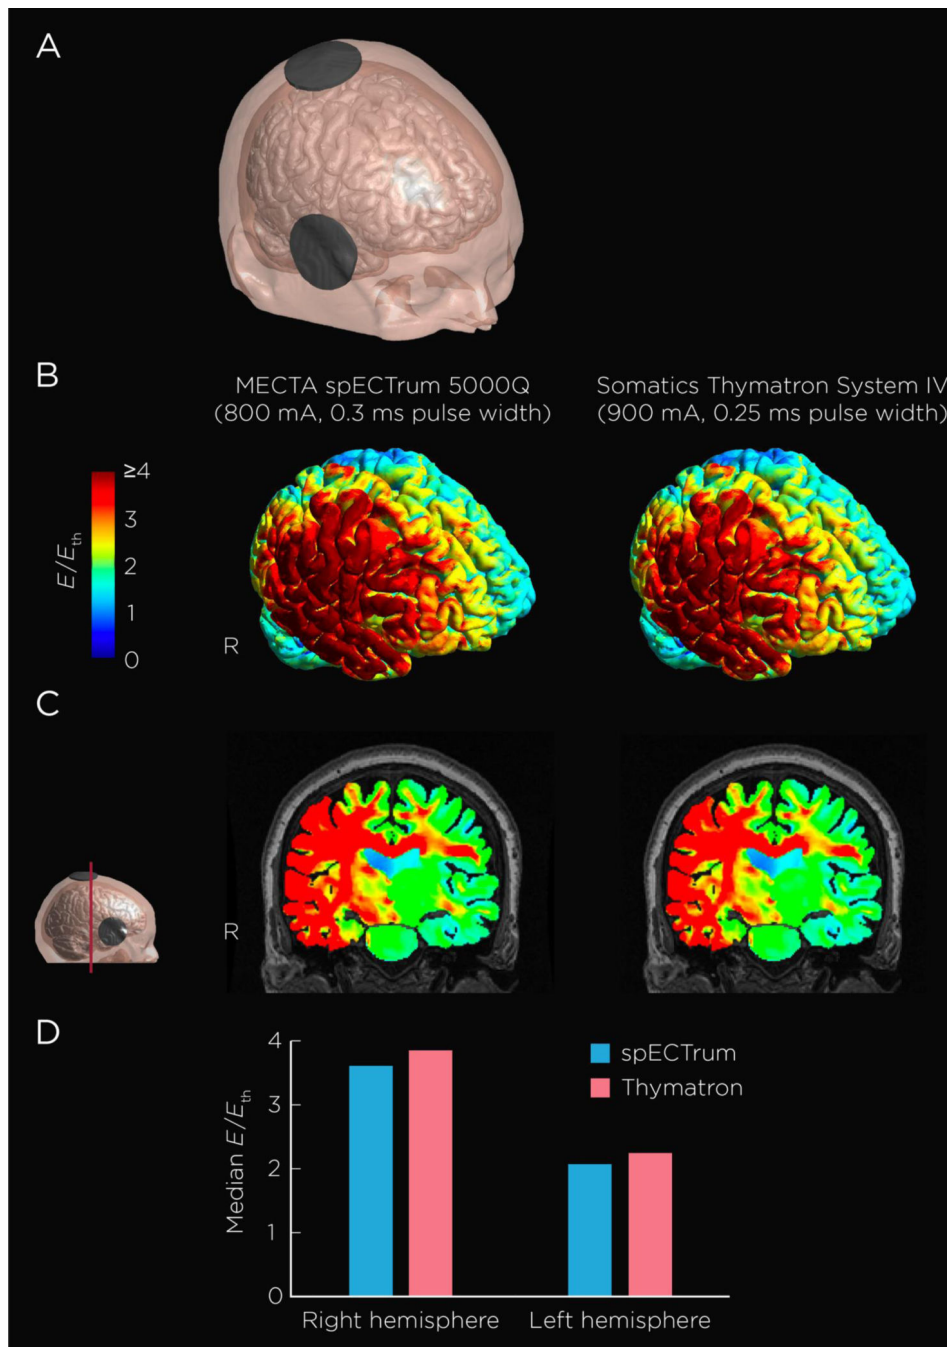 A
B
MECTA spECTrum 5000Q
(800 mA, 0.3 ms pulse width)
Somatics Thymatron System IV
(900 mA, 0.25 ms pulse width)
≥4
3
2
1
0
E/Eth
R
C
R
D
4
3
2
1
0
Median E/Eth
spECTrum
Thymatron
Right hemisphere
Left hemisphere